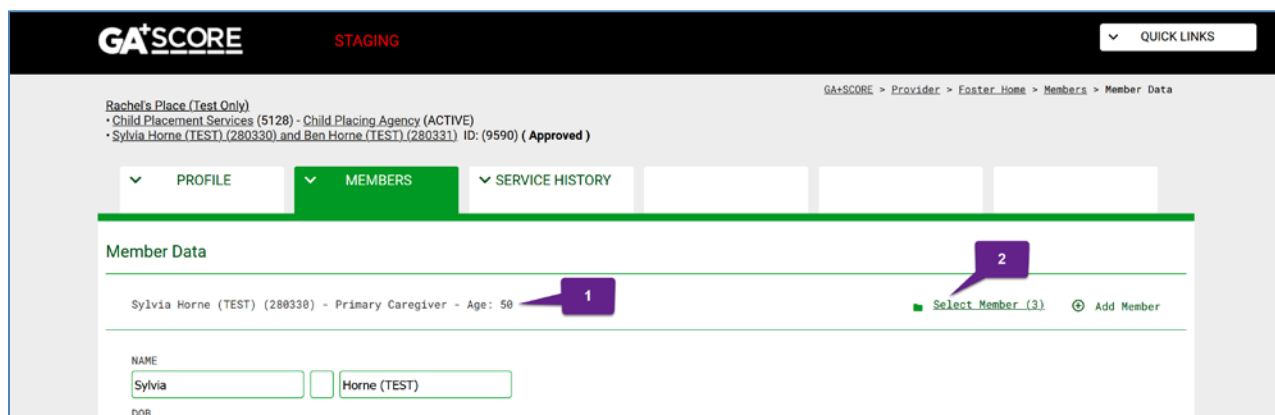 GA+SCORE
STAGING
QUICK LINKS
GA+SCORE > Provider > Foster Home > Members > Member Data
Rachel's Place (Test Only)
• Child Placement Services (5128) - Child Placing Agency (ACTIVE)
• Sylvia Horne (TEST) (280330) and Ben Horne (TEST) (280331) ID: (9590) ( Approved )
PROFILE
MEMBERS
SERVICE HISTORY
Member Data
2
Sylvia Horne (TEST) (280330) - Primary Caregiver - Age: 50
1
Select Member (3)
Add Member
NAME
Sylvia
Horne (TEST)
DOB